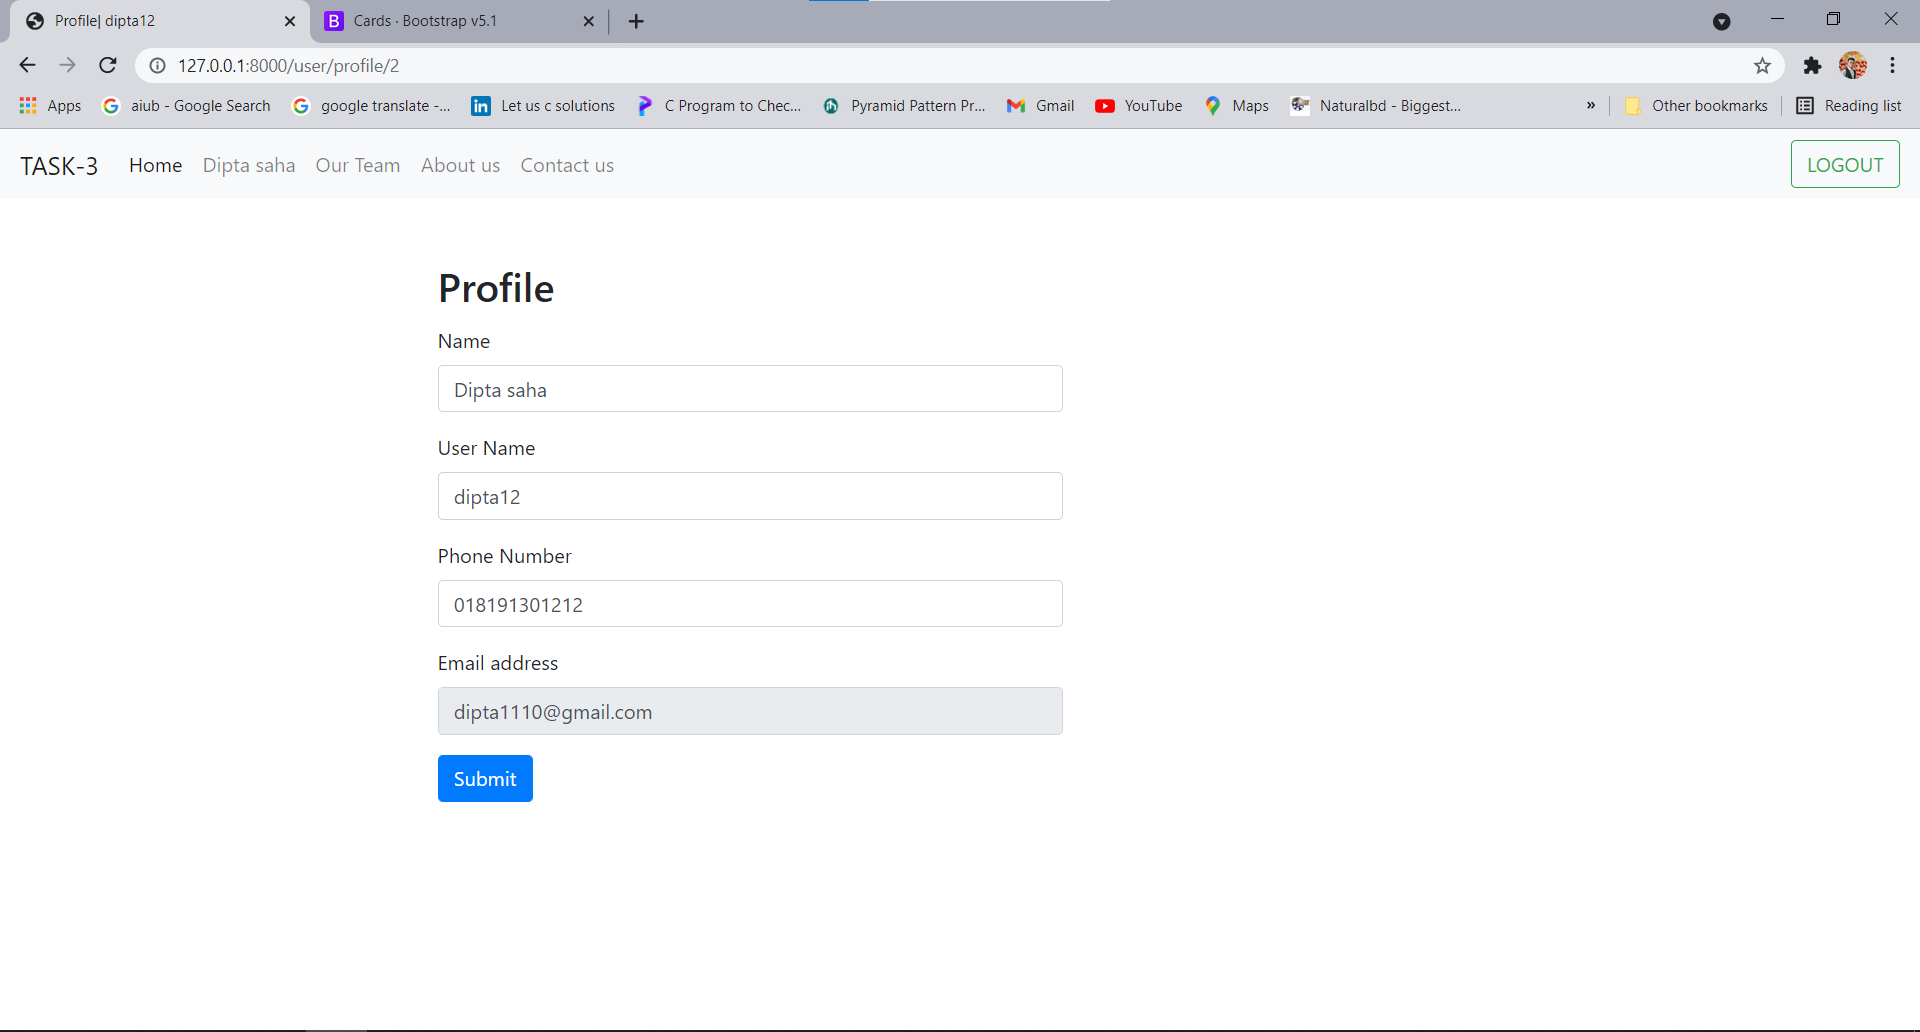 Profile| dipta12
Cards · Bootstrap v5.1
127.0.0.1:8000/user/profile/2
Apps aiub - Google Search google translate -... Let us c solutions C Program to Chec... Pyramid Pattern Pr... Gmail YouTube Maps Naturalbd - Biggest... » Other bookmarks Reading list
TASK-3 Home Dipta saha Our Team About us Contact us LOGOUT
Profile
Name
Dipta saha
User Name
dipta12
Phone Number
018191301212
Email address
dipta1110@gmail.com
Submit